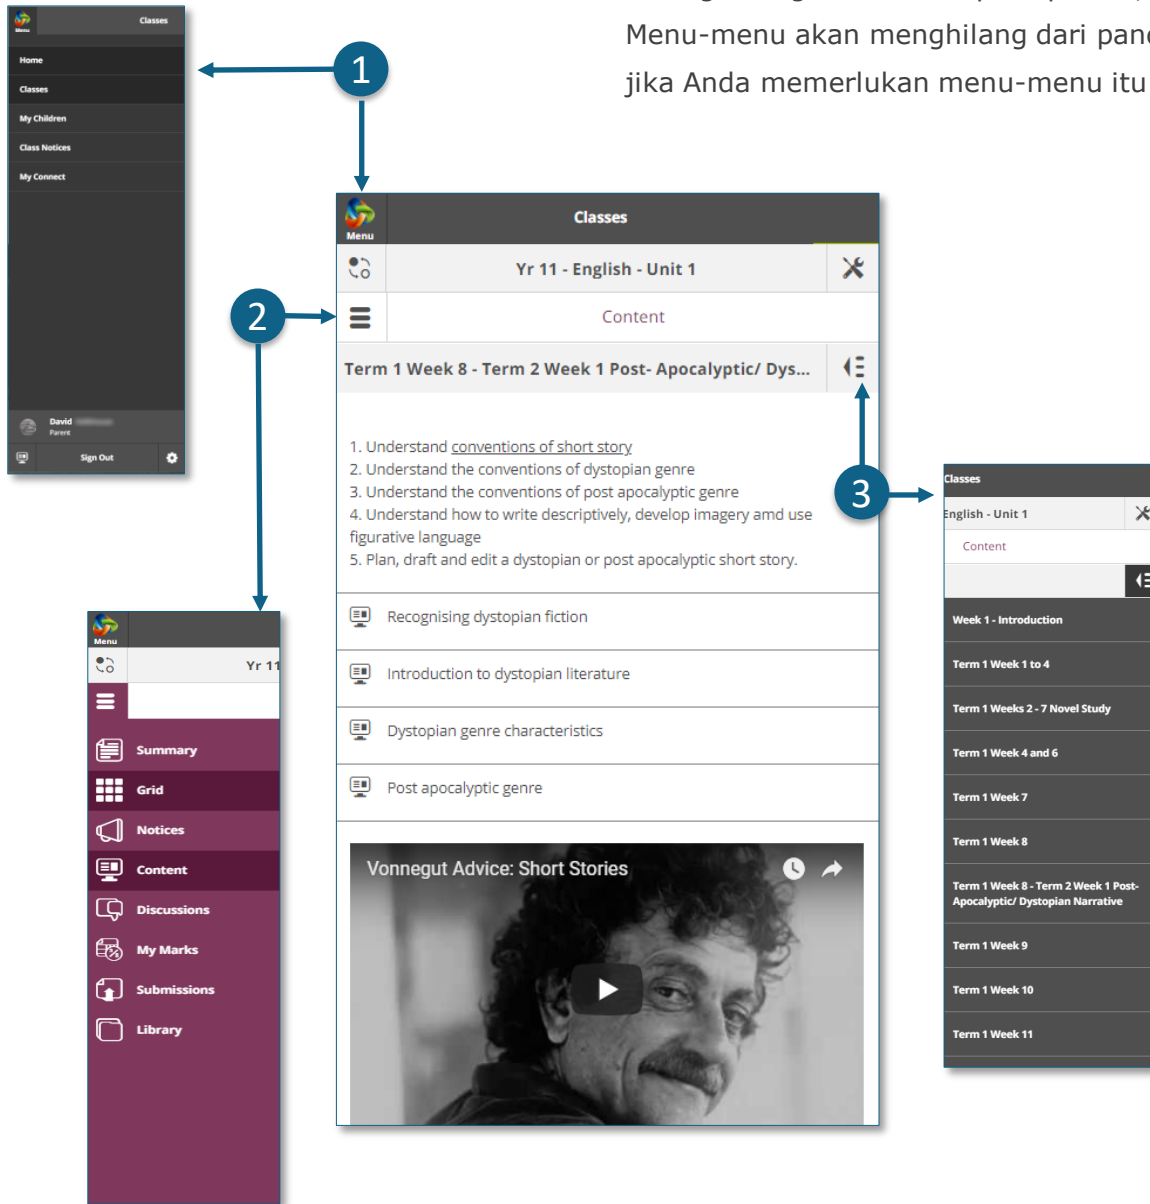 Menu-menu akan menghilang dari
jika Anda memerlukan menu-menu itu
Menu
Classes
Home
Classes
My Children
Class Notices
My Connect
David
Parent
Sign Out
1
Menu
Classes
Yr 11 - English - Unit 1
2
Content
Term 1 Week 8 - Term 2 Week 1 Post- Apocalyptic/ Dys...
1. Understand conventions of short story
2. Understand the conventions of dystopian genre
3. Understand the conventions of post apocalyptic genre
4. Understand how to write descriptively, develop imagery amd use
figurative language
5. Plan, draft and edit a dystopian or post apocalyptic short story.
Recognising dystopian fiction
Introduction to dystopian literature
Dystopian genre characteristics
Post apocalyptic genre
Vonnegut Advice: Short Stories
3
Classes
English - Unit 1
Content
Week 1 - Introduction
Term 1 Week 1 to 4
Term 1 Weeks 2 - 7 Novel Study
Term 1 Week 4 and 6
Term 1 Week 7
Term 1 Week 8
Term 1 Week 8 - Term 2 Week 1 Post-
Apocalyptic/ Dystopian Narrative
Term 1 Week 9
Term 1 Week 10
Term 1 Week 11
Menu
Yr 11
Summary
Grid
Notices
Content
Discussions
My Marks
Submissions
Library